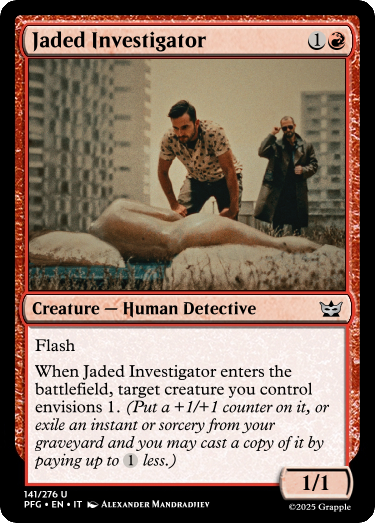 Jaded Investigator 1
Creature — Human Detective
Flash
When Jaded Investigator enters the
battlefield, target creature you control
envisions 1. (Put a +1/+1 counter on it, or
exile an instant or sorcery from your
graveyard and you may cast a copy of it by
paying up to 1 less.)
1/1
141/276 U
PFG • EN • IT Alexander Mandradhiev
©2025 Grapple